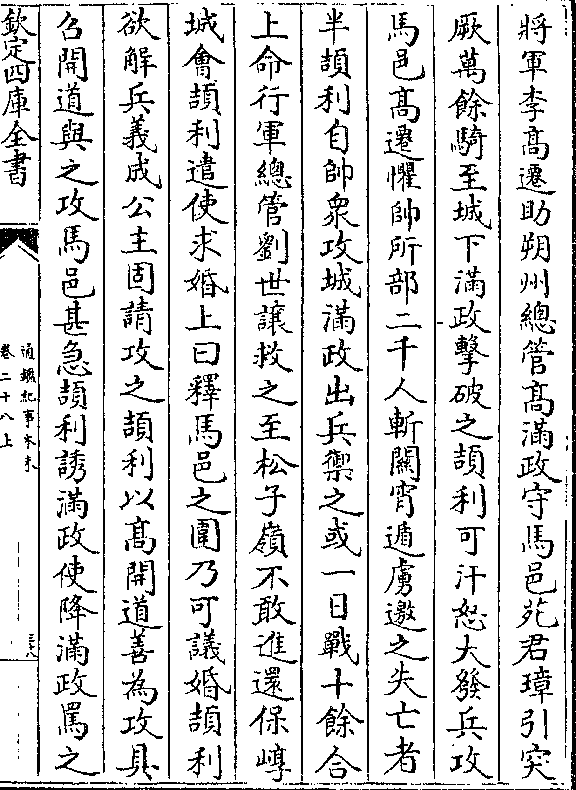 將軍李髙遷助朔州總管髙滿政守馬邑苑君璋引突
厥萬餘騎至城下滿政擊破之頡利可汗怒大發兵攻
馬邑髙遷懼帥所部二千人斬關宵遁虜邀之失亡者
半頡利自帥衆攻城滿政出兵禦之或一日戰十餘合
上命行軍總管劉世讓救之至松子嶺不敢進還保崞
城會頡利遣使求婚上曰釋馬邑之圍乃可議婚頡利
欲解兵義成公主固請攻之頡利以髙開道善為攻具
召開道與之攻馬邑甚急頡利誘滿政使降滿政罵之
欽定四庫全書
通鑑紀事本末
卷二十八上